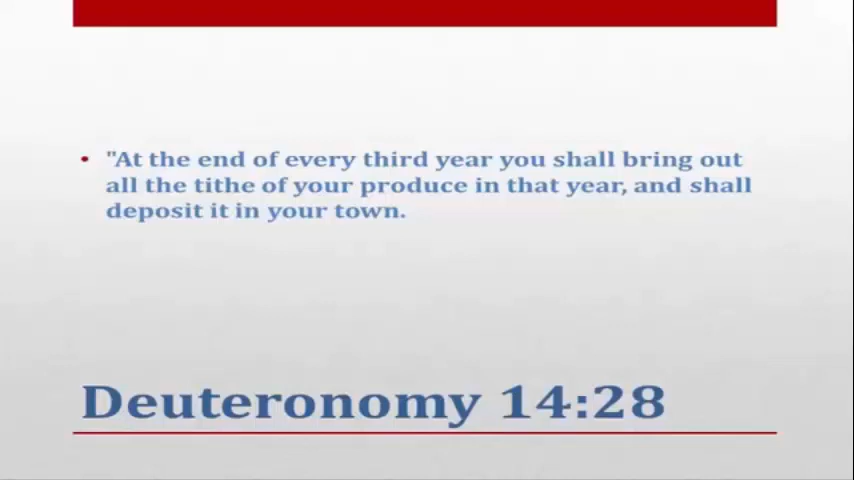 • "At the end of every third year you shall bring out
all the tithe of your produce in that year, and shall
deposit it in your town.
Deuteronomy 14:28